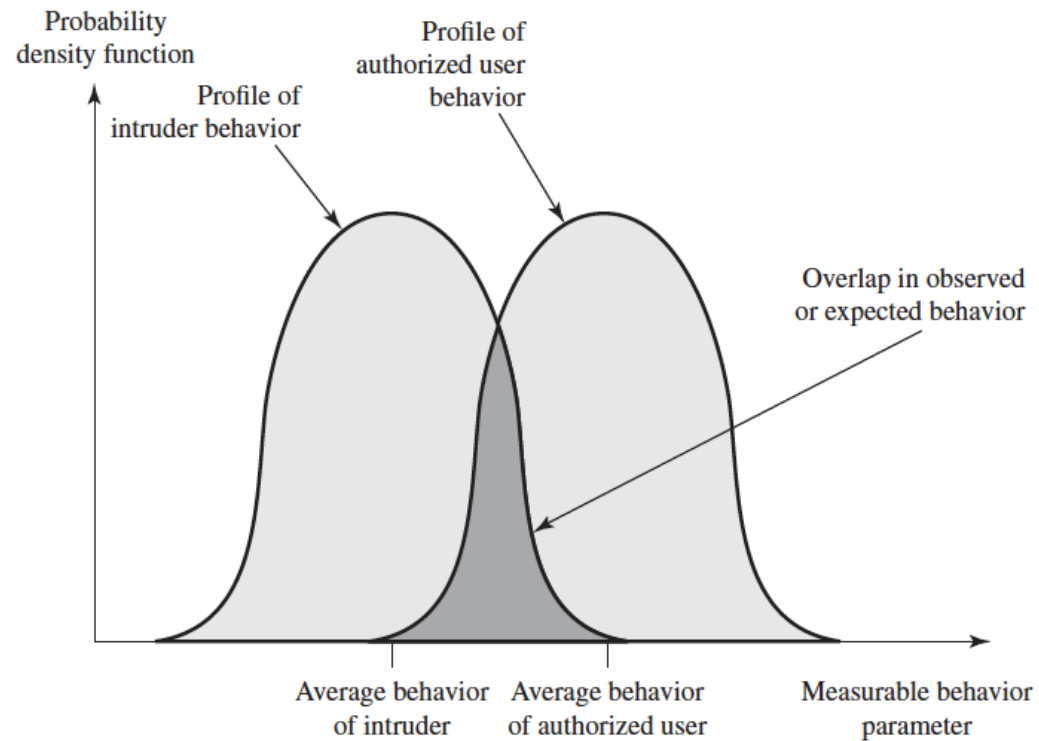 Probability
density function
Profile of
intruder behavior
Profile of
authorized user
behavior
Overlap in observed
or expected behavior
Average behavior
of intruder
Average behavior
of authorized user
Measurable behavior
parameter